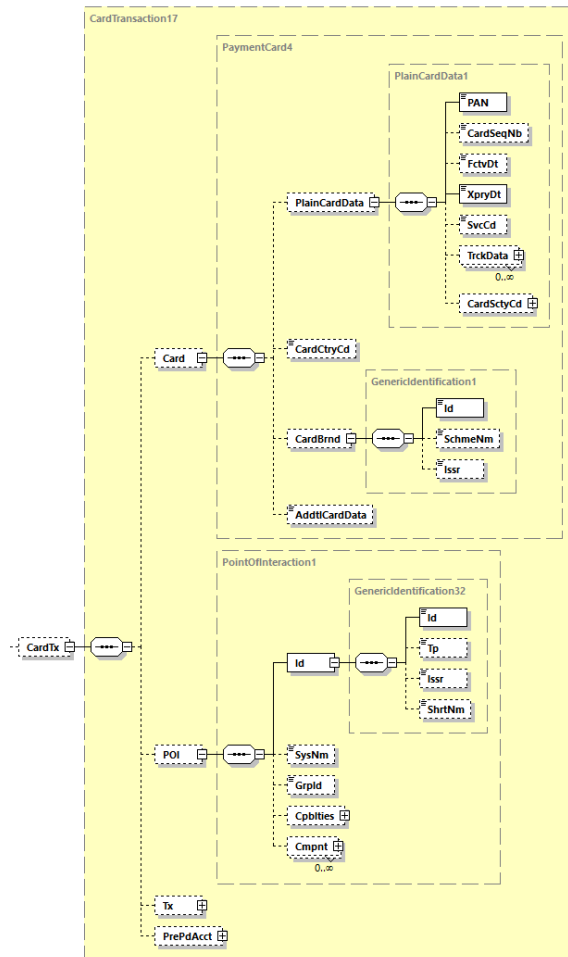 CardTransaction17
PaymentCard4
PlainCardData1
PAN
CardSeqNb
FctvDt
PlainCardData
XpryDt
SvcCd
TrckData
0..∞
CardSctyCd
Card
CardCtryCd
GenericIdentification1
Id
CardBrnd
SchmeNm
Issr
AddtlCardData
PointOfInteraction1
GenericIdentification32
Id
CardTx
Id
Tp
Issr
ShrtNm
POI
SysNm
GrpId
Cpblties
Cmpnt
0..∞
Tx
PrePdAcct